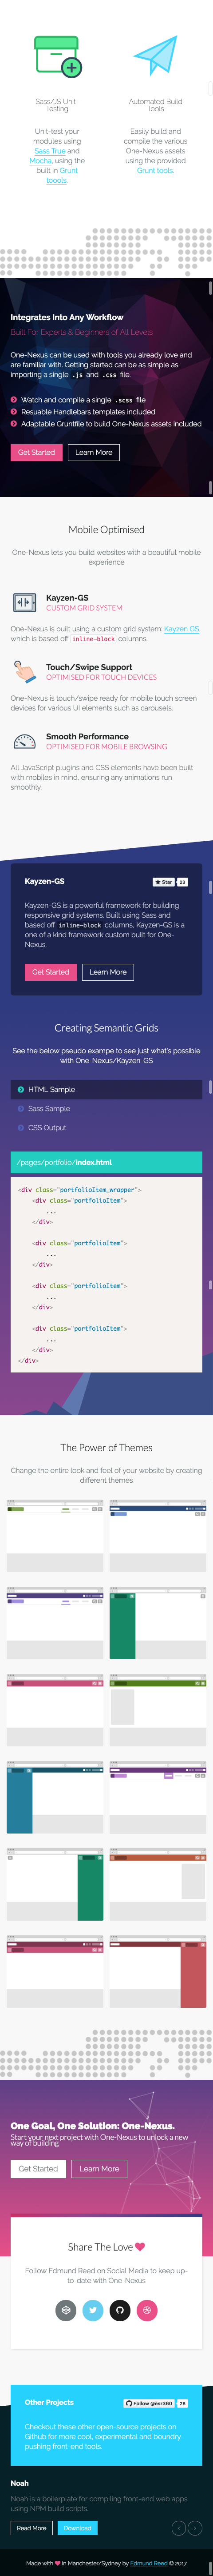 Sass/JS Unit-
Testing
Unit-test your
modules using
Sass True and
Mocha, using the
built in Grunt
toools.
Automated Build
Tools
Easily build and
compile the various
One-Nexus assets
using the provided
Grunt tools.
Integrates Into Any Workflow
Built For Experts & Beginners of All Levels
One-Nexus can be used with tools you already love and
are familiar with. Getting started can be as simple as
importing a single .js and .css file.
Watch and compile a single .scss file
Resuable Handlebars templates included
Adaptable Gruntfile to build One-Nexus assets included
Get Started
Learn More
Mobile Optimised
One-Nexus lets you build websites with a beautiful mobile
experience
Kayzen-GS
CUSTOM GRID SYSTEM
One-Nexus is built using a custom grid system: Kayzen GS,
which is based off inline-block columns.
Touch/Swipe Support
OPTIMISED FOR TOUCH DEVICES
One-Nexus is touch/swipe ready for mobile touch screen
devices for various UI elements such as carousels.
Smooth Performance
OPTIMISED FOR MOBILE BROWSING
All JavaScript plugins and CSS elements have been built
with mobiles in mind, ensuring any animations run
smoothly.
Kayzen-GS
Star 23
Kayzen-GS is a powerful framework for building
responsive grid systems. Built using Sass and
based off inline-block columns, Kayzen-GS is a
one of a kind framework custom built for One-
Nexus.
Get Started
Learn More
Creating Semantic Grids
See the below pseudo exampe to see just what's possible
with One-Nexus/Kayzen-GS
HTML Sample
Sass Sample
CSS Output
/pages/portfolio/index.html
<div class="portfolioItem_wrapper">
<div class="portfolioItem">
...
</div>
<div class="portfolioItem">
...
</div>
<div class="portfolioItem">
...
</div>
<div class="portfolioItem">
...
</div>
</div>
The Power of Themes
Change the entire look and feel of your website by creating
different themes
One Goal, One Solution: One-Nexus.
Start your next project with One-Nexus to unlock a new
way of building
Get Started
Learn More
Share The Love
Follow Edmund Reed on Social Media to keep up-
to-date with One-Nexus
Other Projects
Follow @esr360 28
Checkout these other open-source projects on
Github for more cool, experimental and boundry-
pushing front-end tools.
Noah
Noah is a boilerplate for compiling front-end web apps
using NPM build scripts.
Read More
Download
Made with in Manchester/Sydney by Edmund Reed © 2017